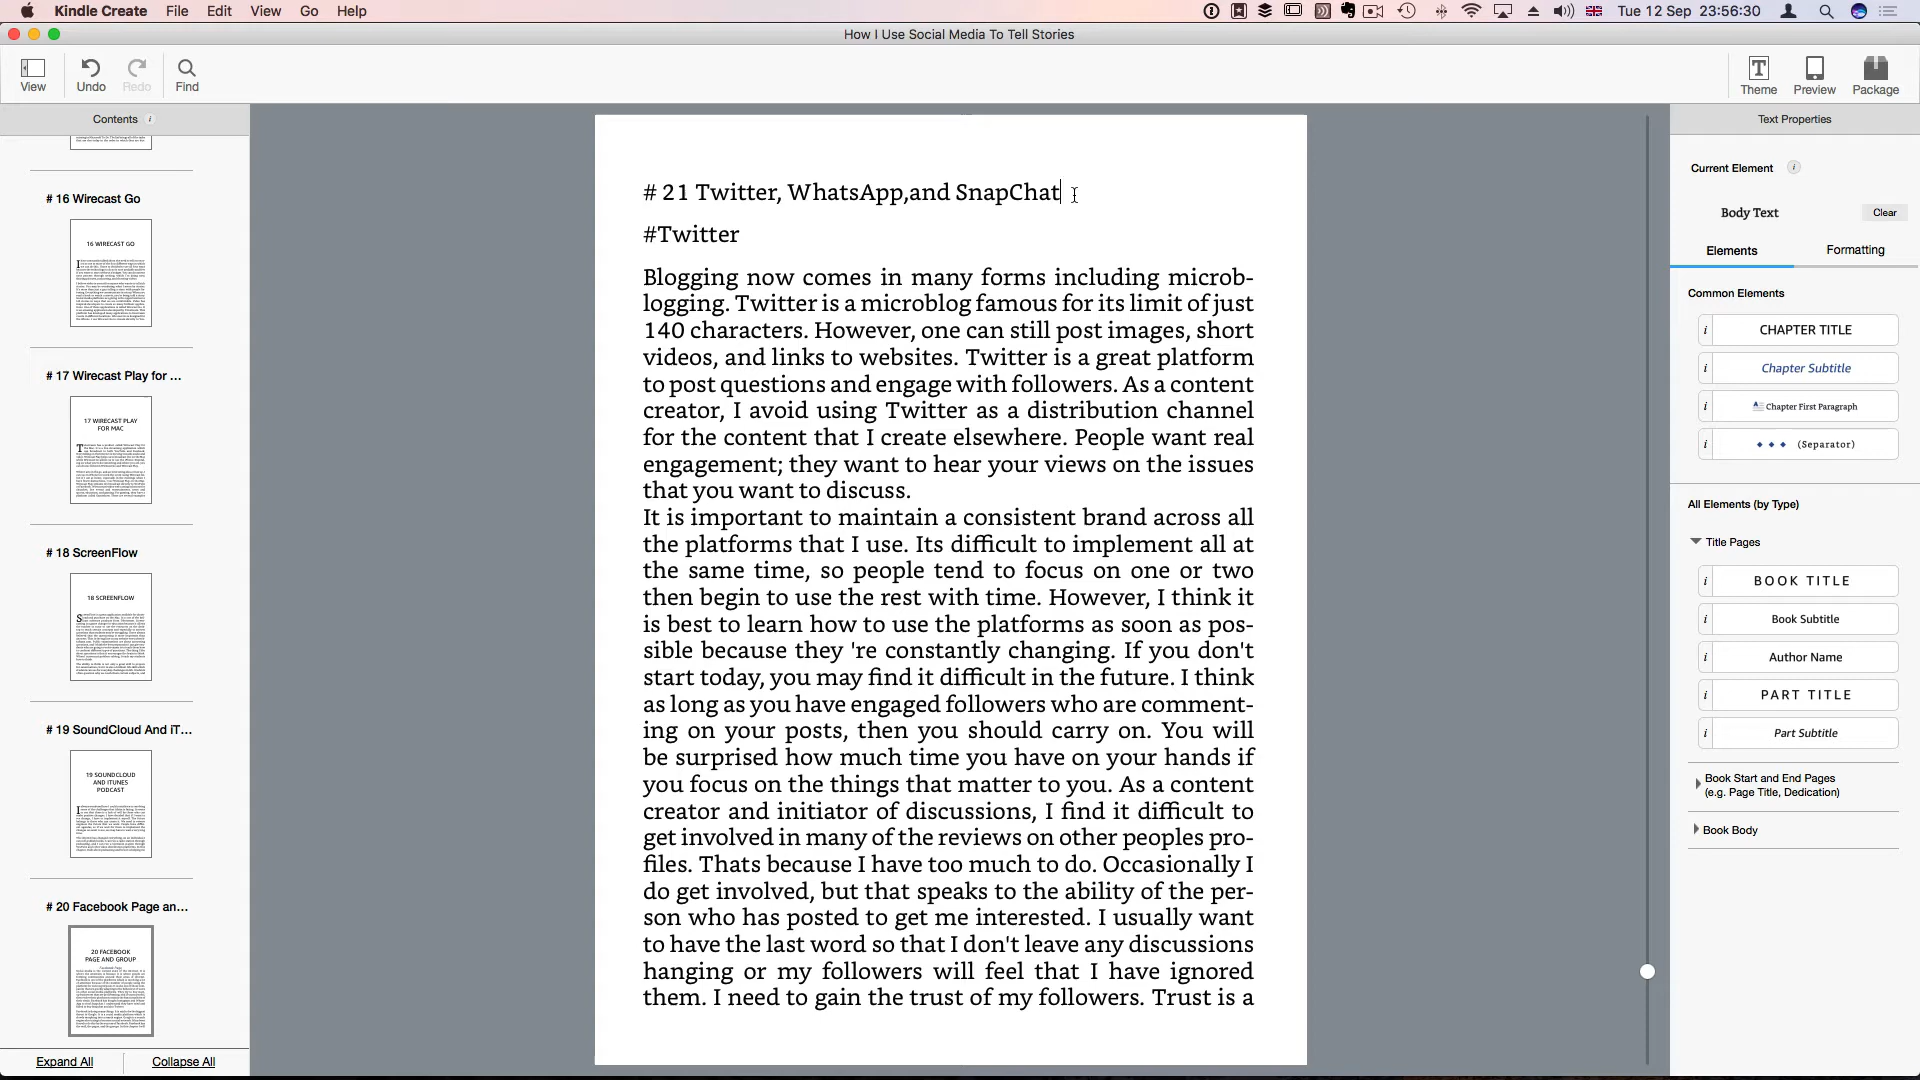 Kindle Create File Edit View Go Help
Tue 12 Sep 23:56:30
How I Use Social Media To Tell Stories
View Undo Redo Find
Theme Preview Package
Contents i
# 16 Wirecast Go
16 WIRECAST GO
# 17 Wirecast Play for ...
17 WIRECAST PLAY
FOR MAC
# 18 ScreenFlow
18 SCREENFLOW
# 19 SoundCloud And iT...
19 SOUNDCLOUD
AND ITUNES
PODCAST
# 20 Facebook Page an...
20 FACEBOOK
PAGE AND GROUP
Expand All Collapse All
# 21 Twitter, WhatsApp,and SnapChat
#Twitter
Blogging now comes in many forms including microb-
logging. Twitter is a microblog famous for its limit of just
140 characters. However, one can still post images, short
videos, and links to websites. Twitter is a great platform
to post questions and engage with followers. As a content
creator, I avoid using Twitter as a distribution channel
for the content that I create elsewhere. People want real
engagement; they want to hear your views on the issues
that you want to discuss.
It is important to maintain a consistent brand across all
the platforms that I use. Its difficult to implement all at
the same time, so people tend to focus on one or two
then begin to use the rest with time. However, I think it
is best to learn how to use the platforms as soon as pos-
sible because they 're constantly changing. If you don't
start today, you may find it difficult in the future. I think
as long as you have engaged followers who are comment-
ing on your posts, then you should carry on. You will
be surprised how much time you have on your hands if
you focus on the things that matter to you. As a content
creator and initiator of discussions, I find it difficult to
get involved in many of the reviews on other peoples pro-
files. Thats because I have too much to do. Occasionally I
do get involved, but that speaks to the ability of the per-
son who has posted to get me interested. I usually want
to have the last word so that I don't leave any discussions
hanging or my followers will feel that I have ignored
them. I need to gain the trust of my followers. Trust is a
Text Properties
Current Element i
Body Text Clear
Elements Formatting
Common Elements
i CHAPTER TITLE
i Chapter Subtitle
i Chapter First Paragraph
i (Separator)
All Elements (by Type)
Title Pages
i BOOK TITLE
i Book Subtitle
i Author Name
i PART TITLE
i Part Subtitle
Book Start and End Pages
(e.g. Page Title, Dedication)
Book Body